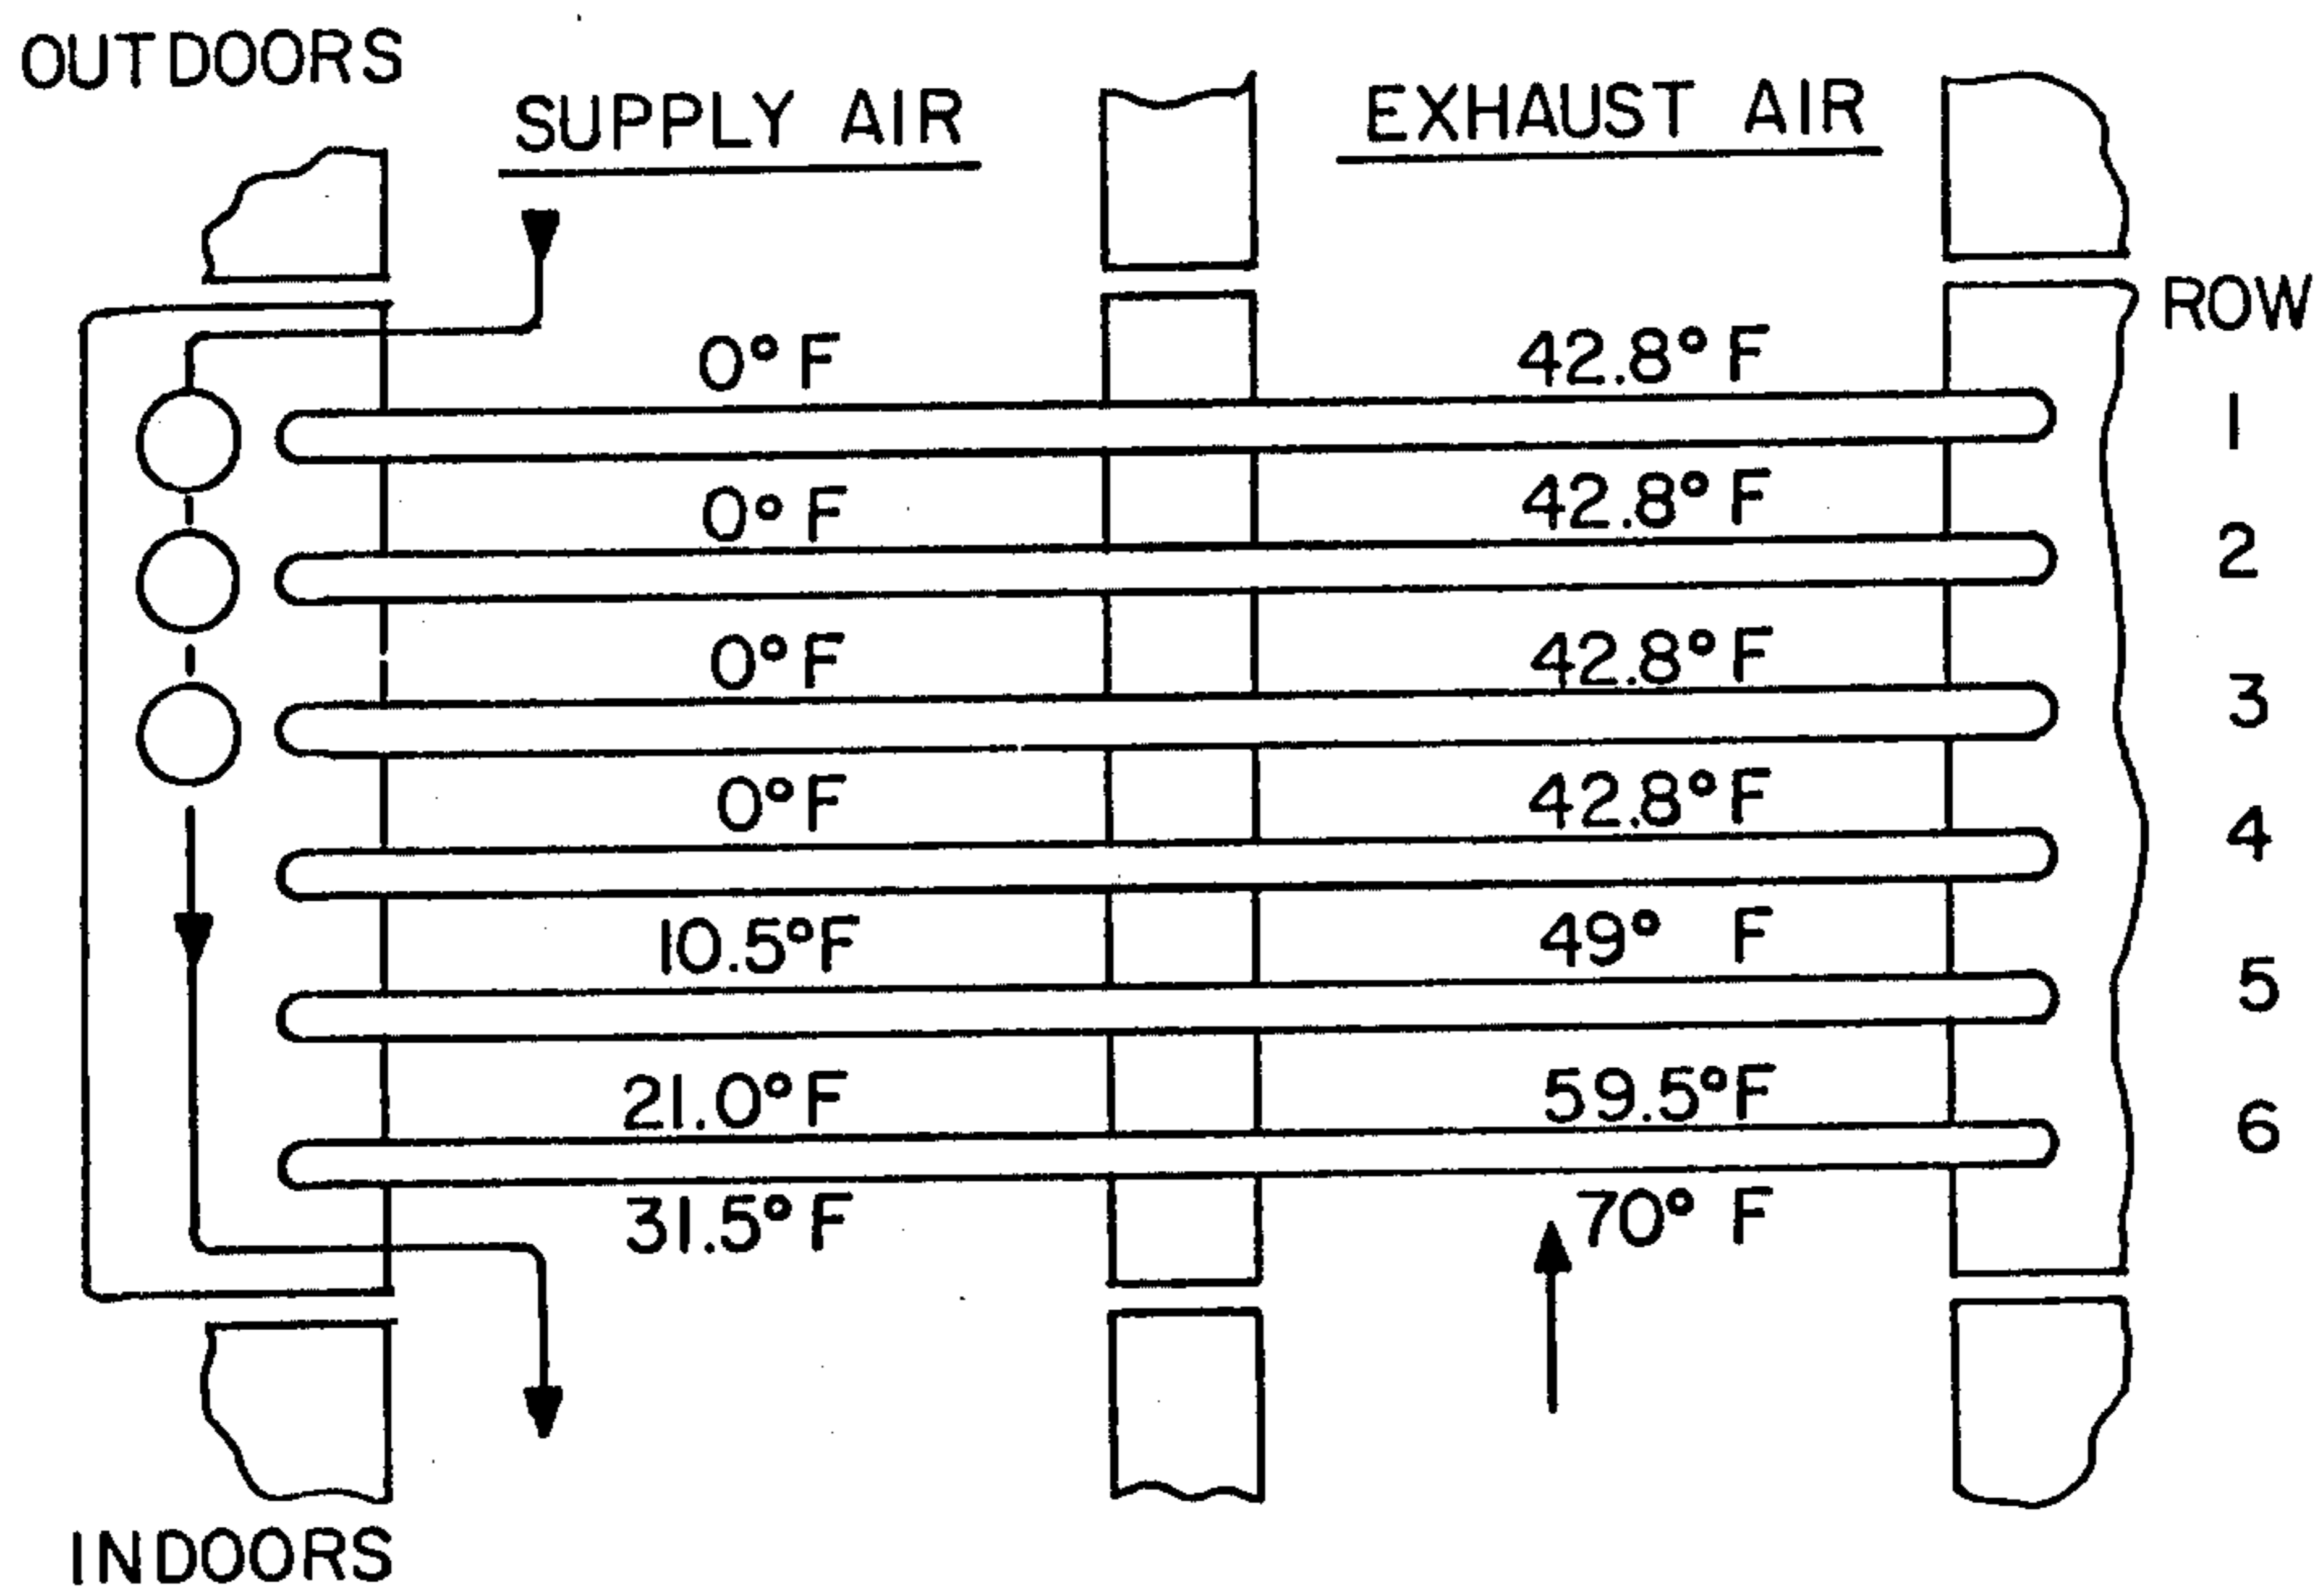 OUTDOORS
SUPPLY AIR EXHAUST AIR
ROW
0°F 42.8°F
1
0°F 42.8°F
2
0°F 42.8°F
3
0°F 42.8°F
4
10.5°F 49° F
5
21.0°F 59.5°F
6
31.5°F 70° F
INDOORS